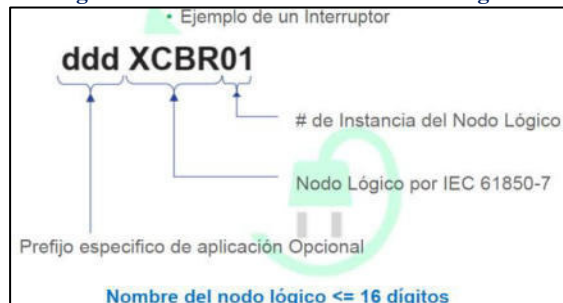 • Ejemplo de un Interruptor
ddd XCBR01
# de Instancia del Nodo Lógico
Nodo Lógico por IEC 61850-7
Prefijo especifico de aplicación Opcional
Nombre del nodo lógico <= 16 dígitos